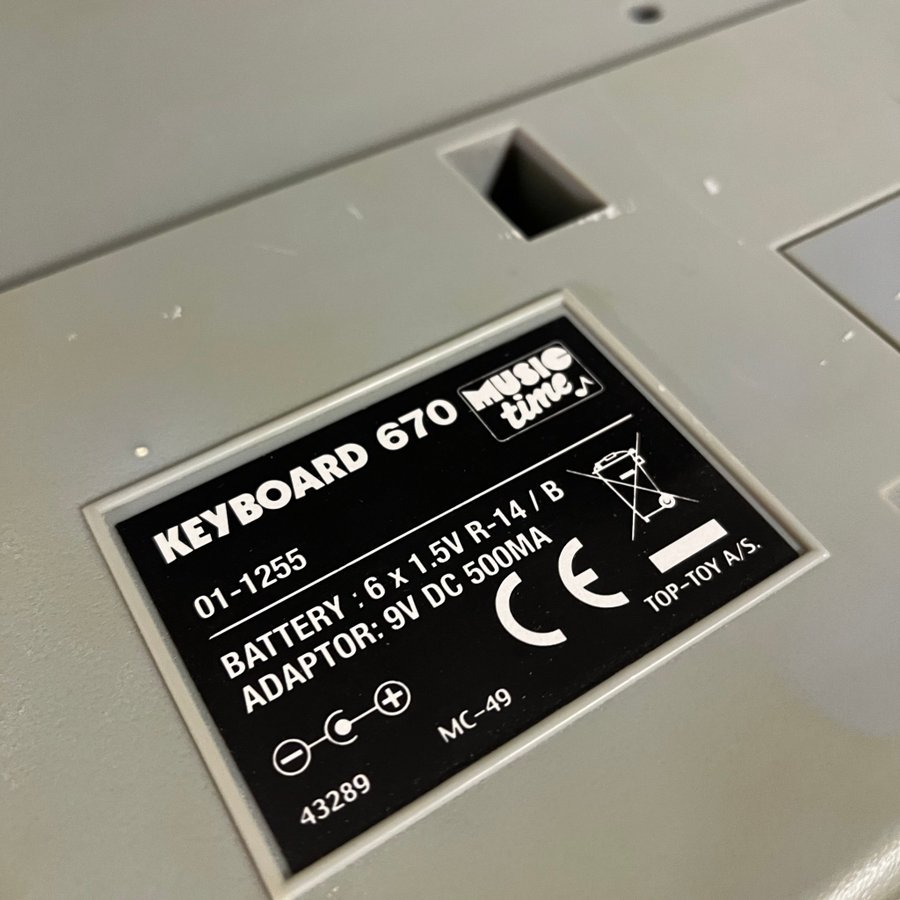 KEYBOARD 670
MUSIC
time
01-1255
BATTERY : 6 x 1.5V R-14 / B
ADAPTOR: 9V DC 500MA
CE
TOP-TOY A/S.
MC-49
43289